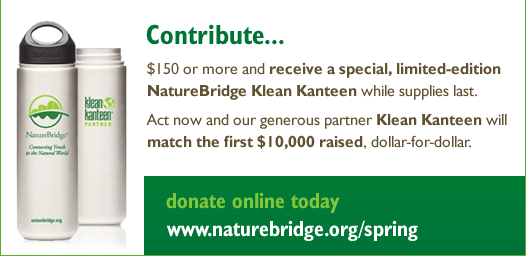 Contribute...
$150 or more and receive a special, limited-edition
NatureBridge Klean Kanteen while supplies last.
Act now and our generous partner Klean Kanteen will
match the first $10,000 raised, dollar-for-dollar.
donate online today
www.naturebridge.org/spring
NatureBridge
Connecting Youth
to the Natural World
naturebridge.org
klean
kanteen
PARTNER